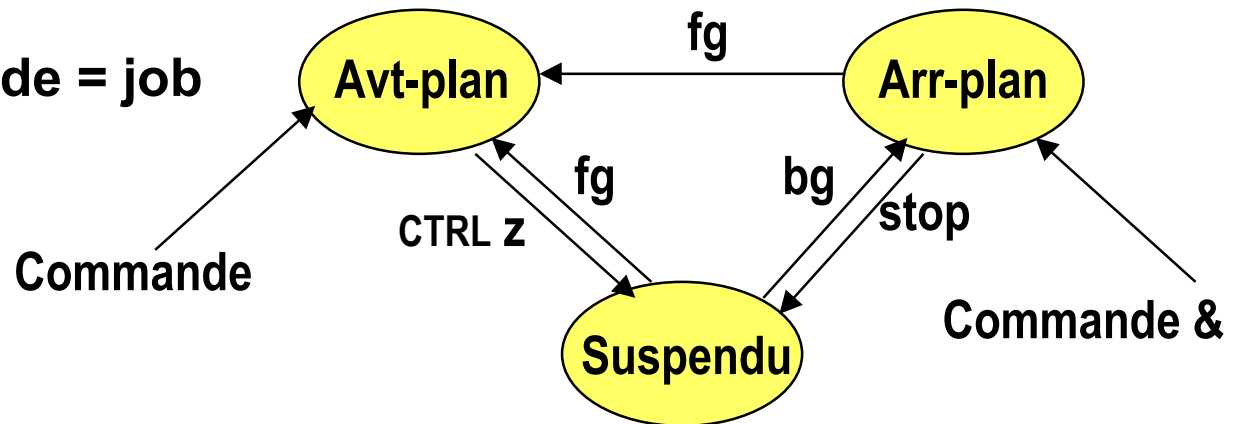 fg
de = job
Avt-plan
Arr-plan
fg
bg
stop
CTRL z
Commande
Commande &
Suspendu